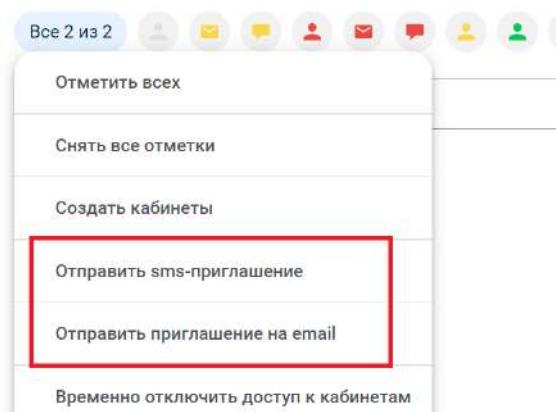 Все 2 из 2
Отметить всех
Снять все отметки
Создать кабинеты
Отправить sms-приглашение
Отправить приглашение на email
Временно отключить доступ к кабинетам